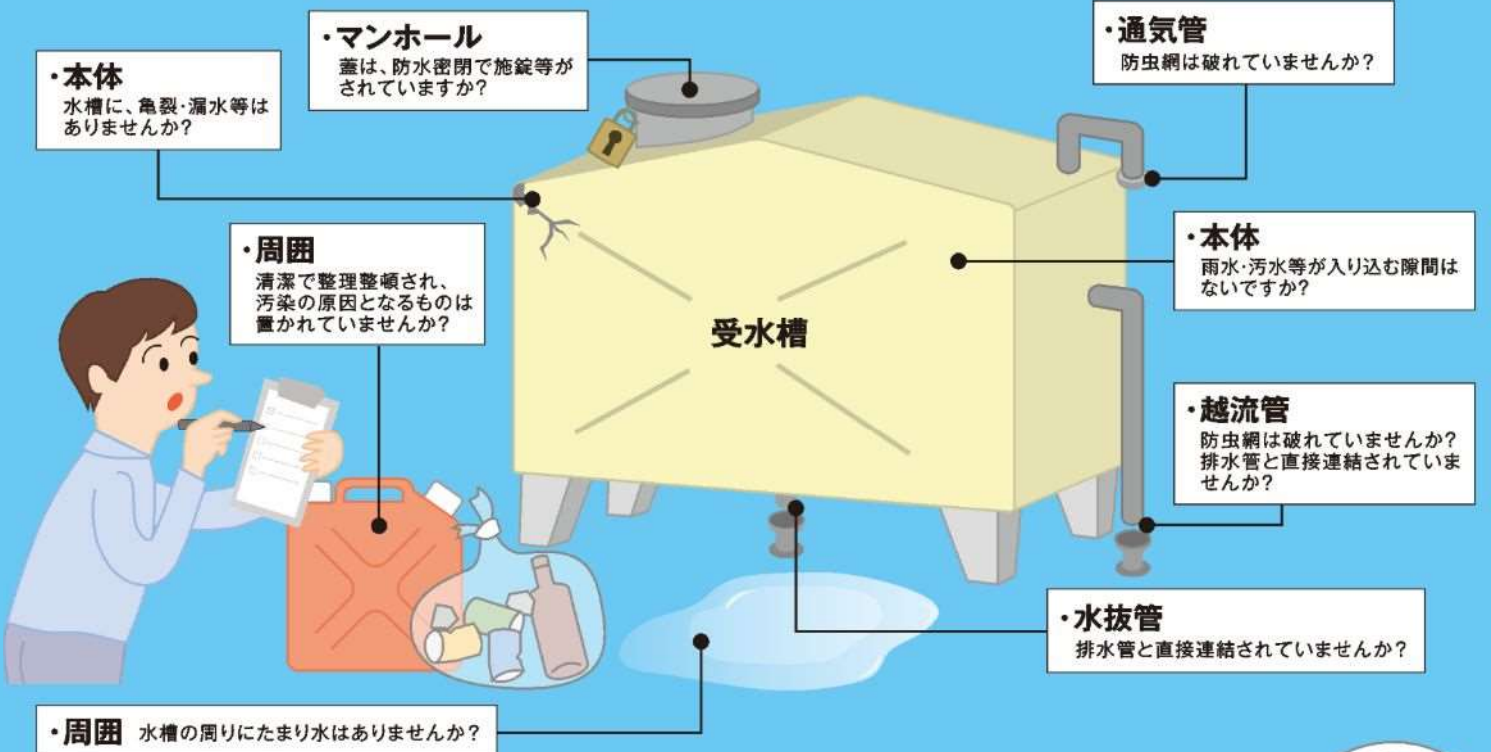 ・本体
水槽に、亀裂・漏水等は
ありませんか?
・マンホール
蓋は、防水密閉で施錠等が
されていますか?
・通気管
防虫網は破れていませんか?
・周囲
清潔で整理整頓され、
汚染の原因となるものは
置かれていませんか?
・本体
雨水・汚水等が入り込む隙間は
ないですか?
受水槽
・越流管
防虫網は破れていませんか?
排水管と直接連結されていま
せんか?
・水抜管
排水管と直接連結されていませんか?
・周囲 水槽の周りにたまり水はありませんか?